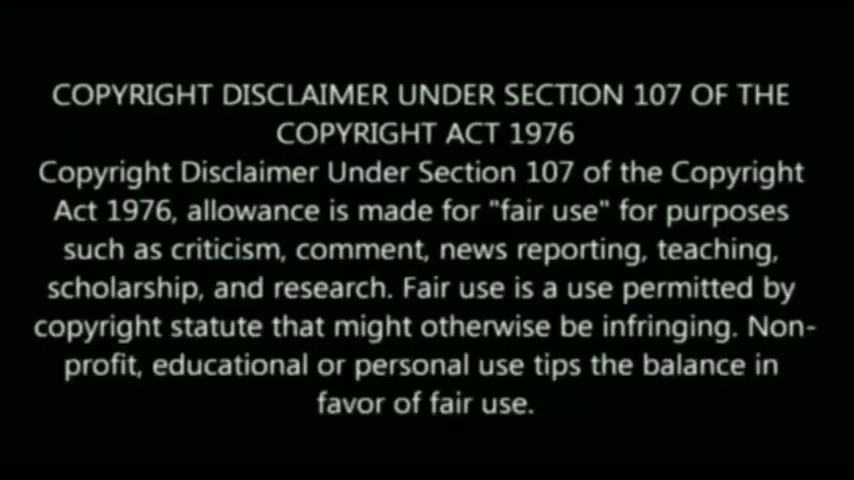 COPYRIGHT DISCLAIMER UNDER SECTION 107 OF THE
COPYRIGHT ACT 1976
Copyright Disclaimer Under Section 107 of the Copyright
Act 1976, allowance is made for "fair use" for purposes
such as criticism, comment, news reporting, teaching,
scholarship, and research. Fair use is a use permitted by
copyright statute that might otherwise be infringing. Non-
profit, educational or personal use tips the balance in
favor of fair use.